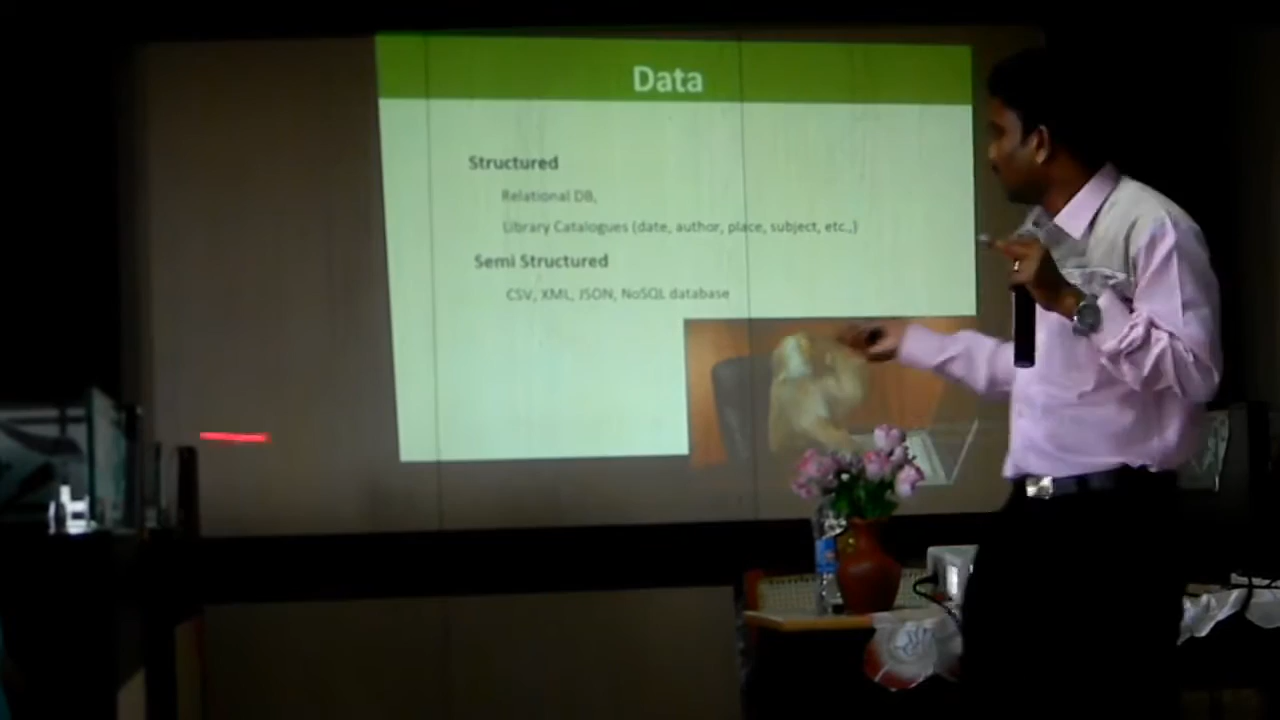 Data
Structured
Relational DB,
Library Catalogues (date, author, place, subject, etc.,)
Semi Structured
CSV, XML, JSON, NoSQL database